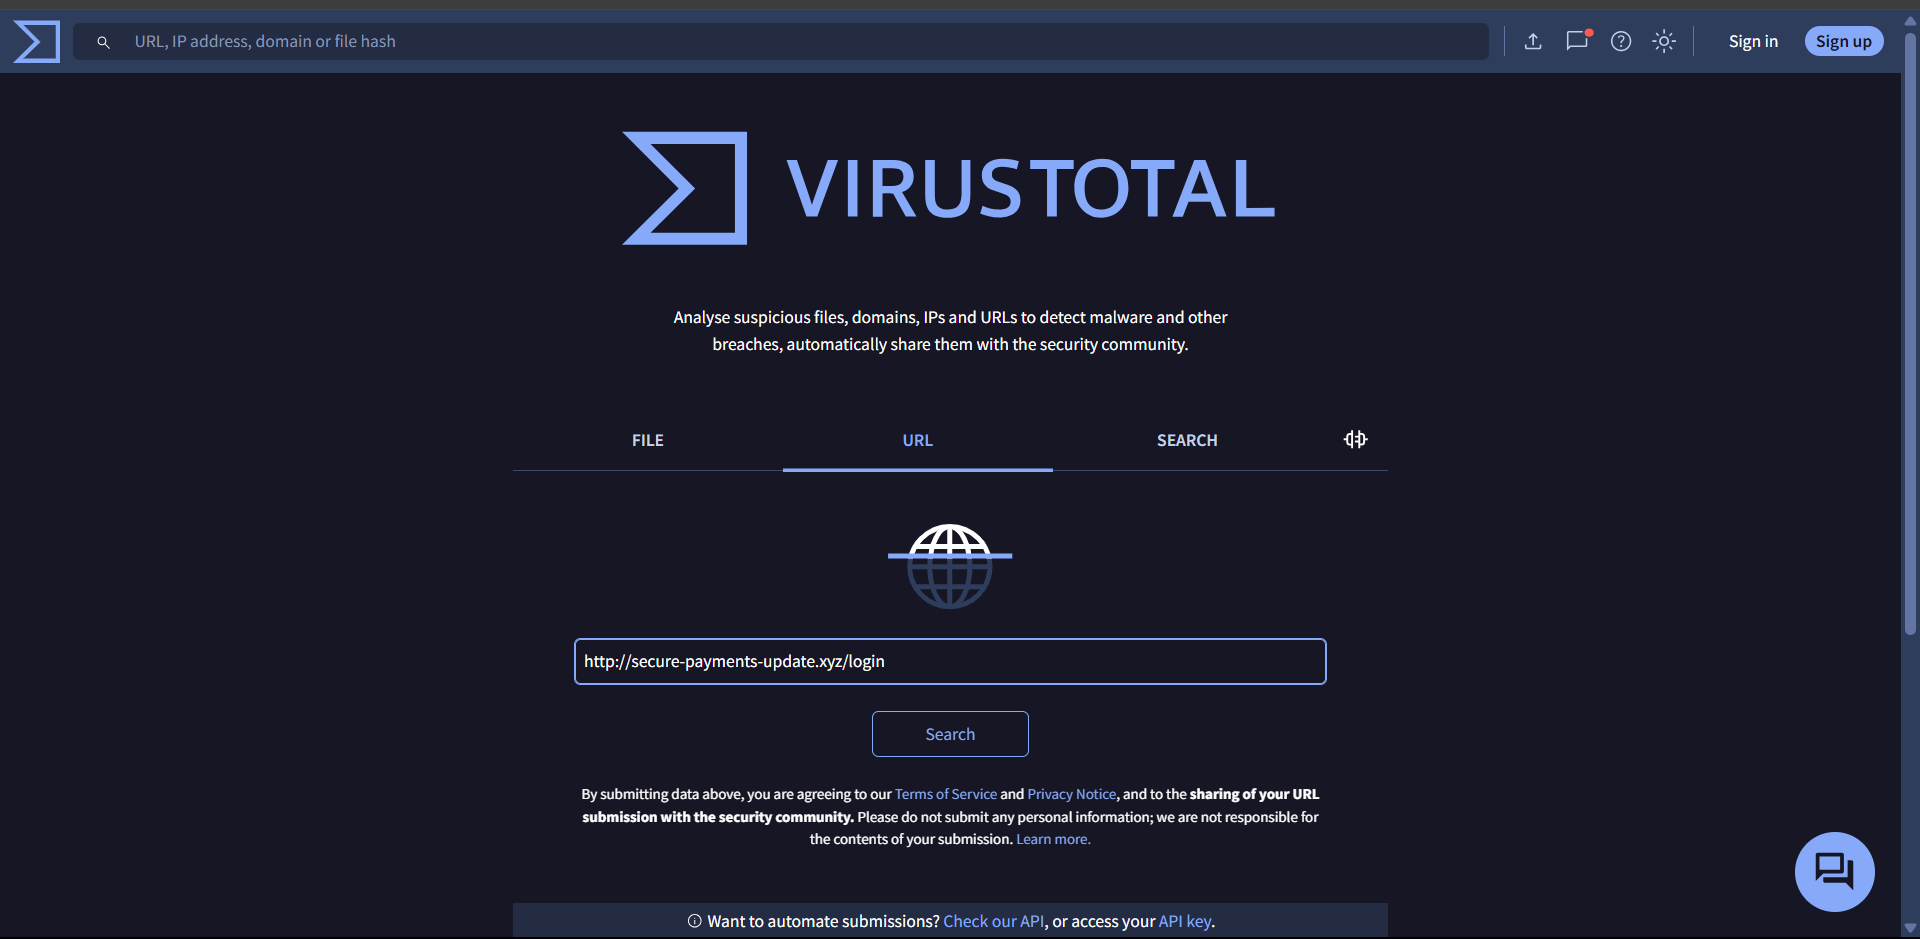 URL, IP address, domain or file hash
Sign in
Sign up
VIRUSTOTAL
Analyse suspicious files, domains, IPs and URLs to detect malware and other
breaches, automatically share them with the security community.
FILE
URL
SEARCH
http://secure-payments-update.xyz/login
Search
By submitting data above, you are agreeing to our Terms of Service and Privacy Notice, and to the sharing of your URL
submission with the security community. Please do not submit any personal information; we are not responsible for
the contents of your submission. Learn more.
Want to automate submissions? Check our API, or access your API key.